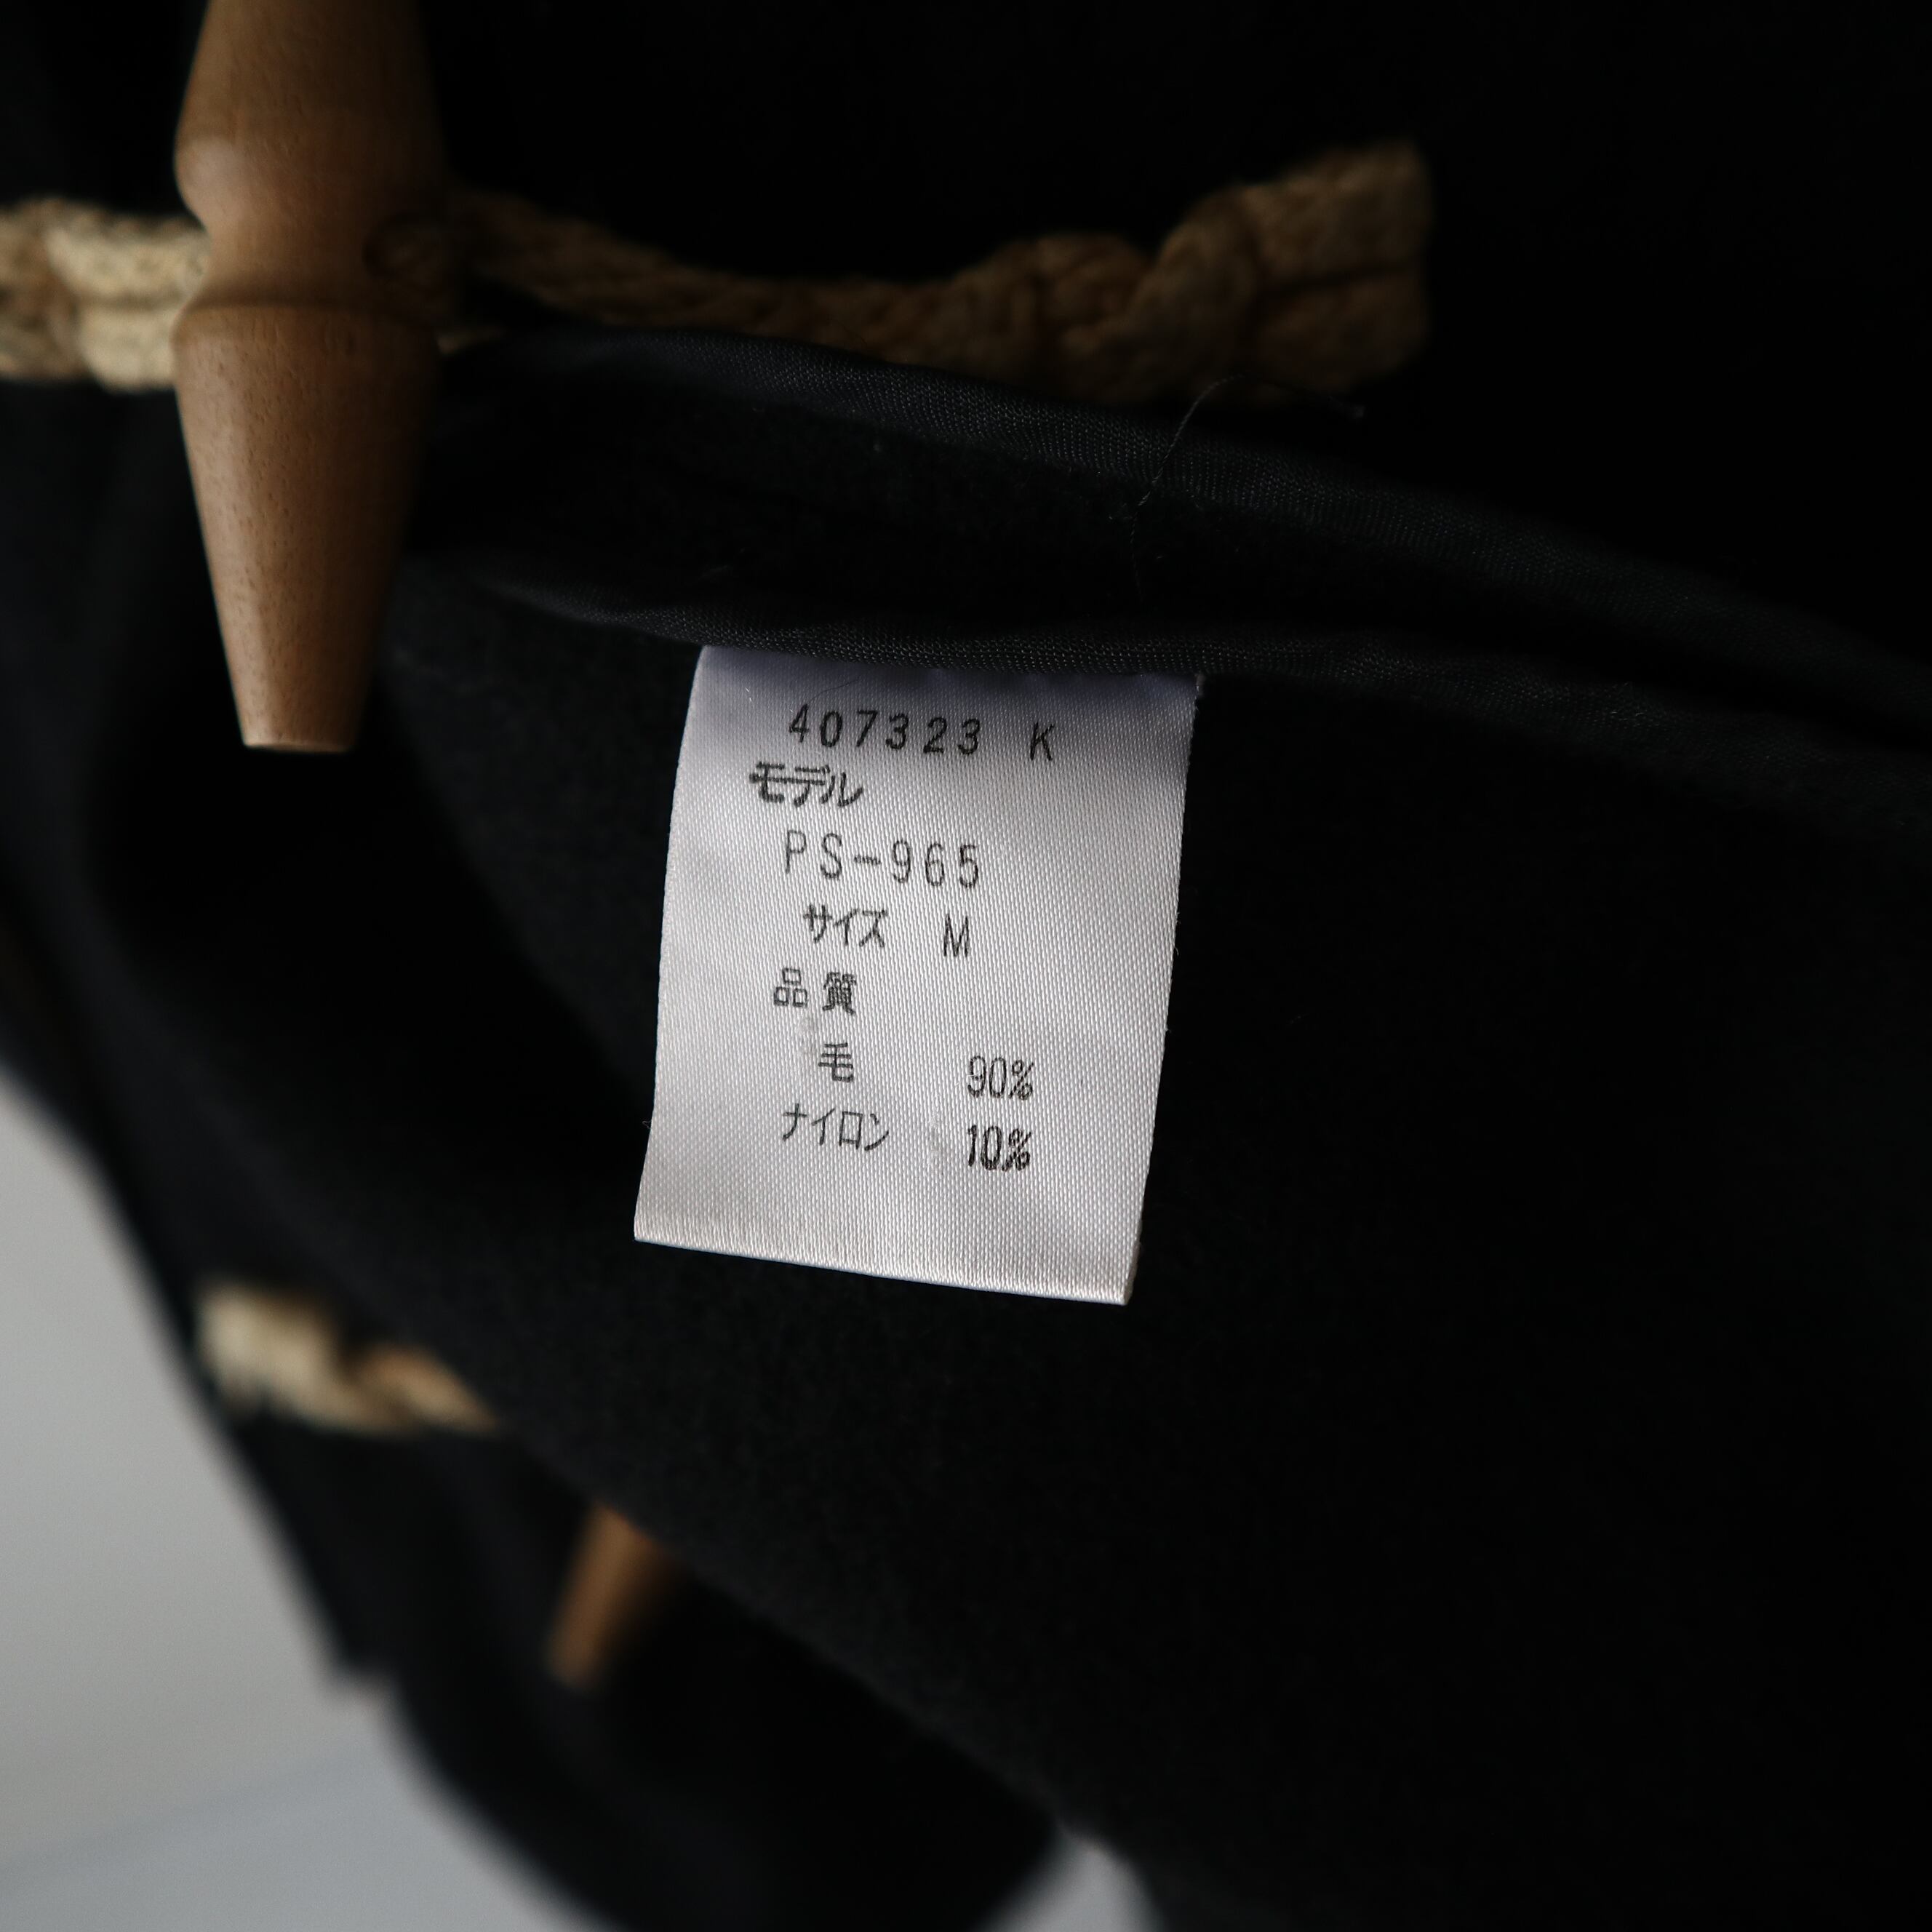 407323 K
モデル
PS-965
サイズ M
品質
毛 90%
ナイロン 10%